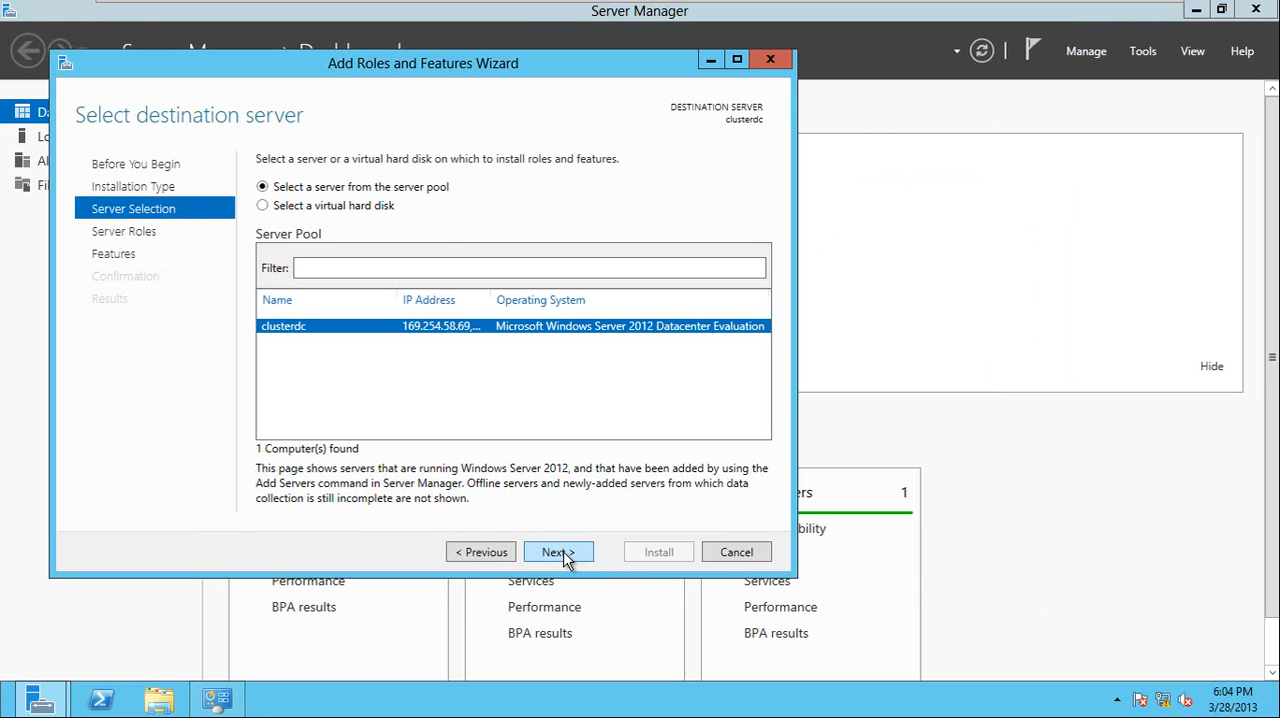 Server Manager
Manage
Tools
View
Help
Add Roles and Features Wizard
Select destination server
DESTINATION SERVER
clusterdc
Before You Begin
Installation Type
Server Selection
Server Roles
Features
Confirmation
Results
Select a server or a virtual hard disk on which to install roles and features.
Select a server from the server pool
Select a virtual hard disk
Server Pool
Filter:
Name IP Address Operating System
clusterdc 169.254.58.69,... Microsoft Windows Server 2012 Datacenter Evaluation
1 Computer(s) found
This page shows servers that are running Windows Server 2012, and that have been added by using the
Add Servers command in Server Manager. Offline servers and newly-added servers from which data
collection is still incomplete are not shown.
< Previous
Next >
Install
Cancel
Hide
1
Performance
BPA results
Services
Performance
BPA results
Services
Performance
BPA results
6:04 PM
3/28/2013